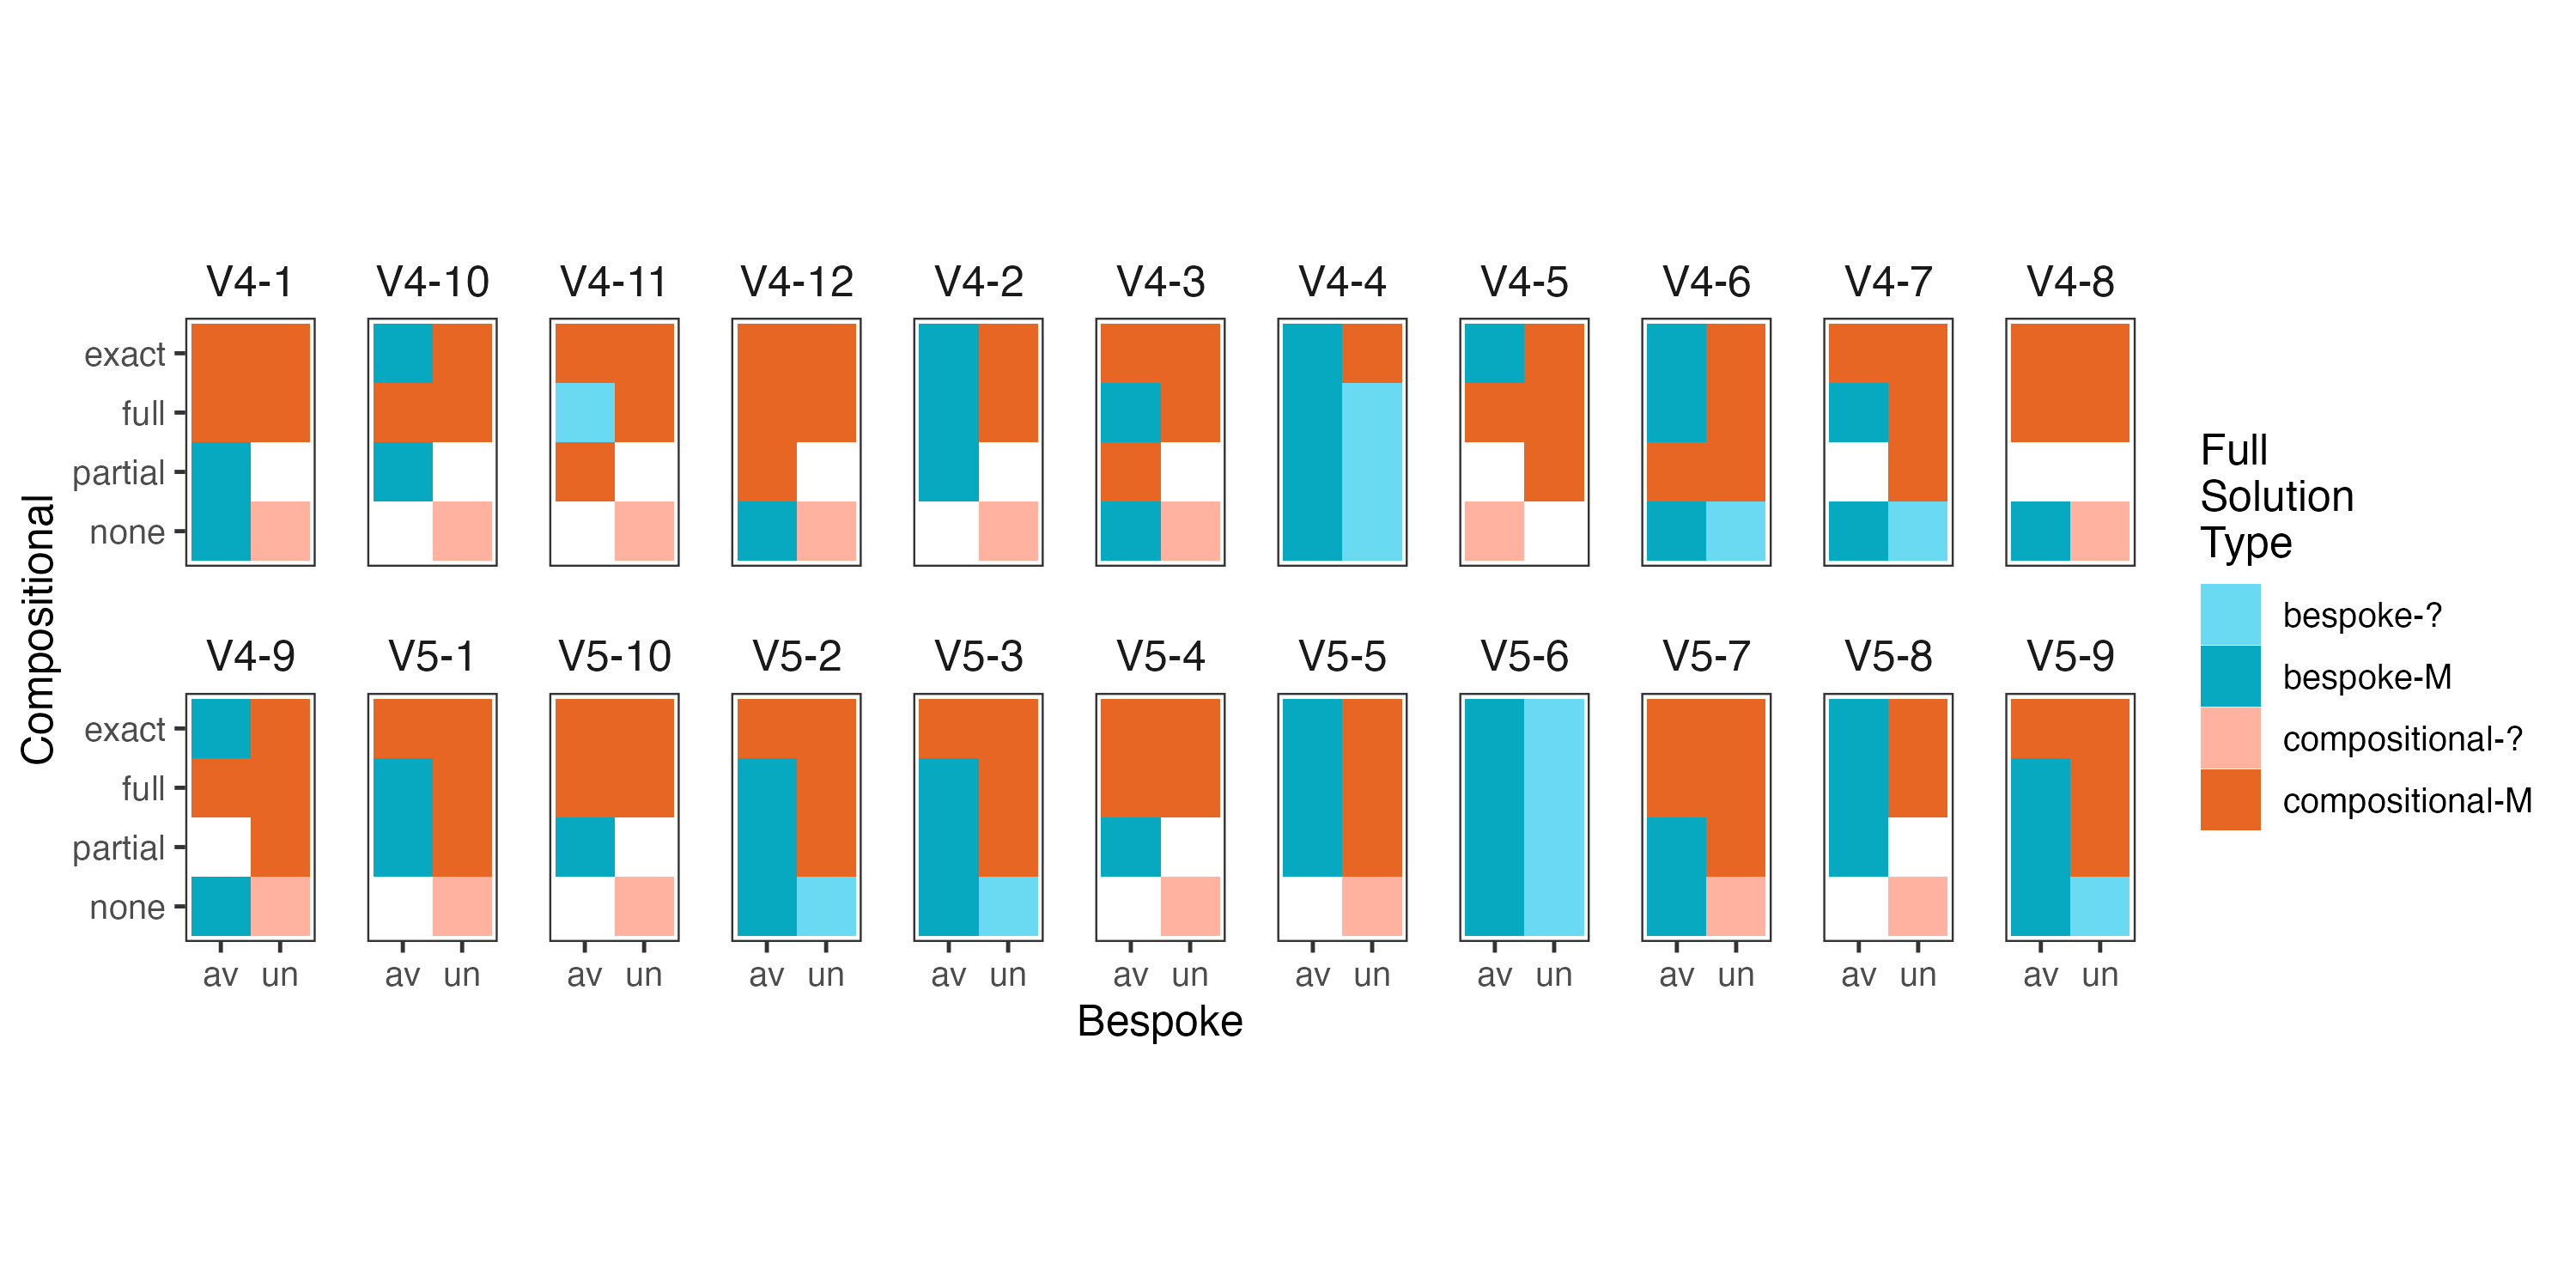 V4-1 V4-10 V4-11 V4-12 V4-2 V4-3 V4-4 V4-5 V4-6 V4-7 V4-8
exact
full
partial
none
V4-9 V5-1 V5-10 V5-2 V5-3 V5-4 V5-5 V5-6 V5-7 V5-8 V5-9
exact
full
partial
none
av un av un av un av un av un av un av un av un av un av un av un
Bespoke
Compositional
Full
Solution
Type
bespoke-?
bespoke-M
compositional-?
compositional-M